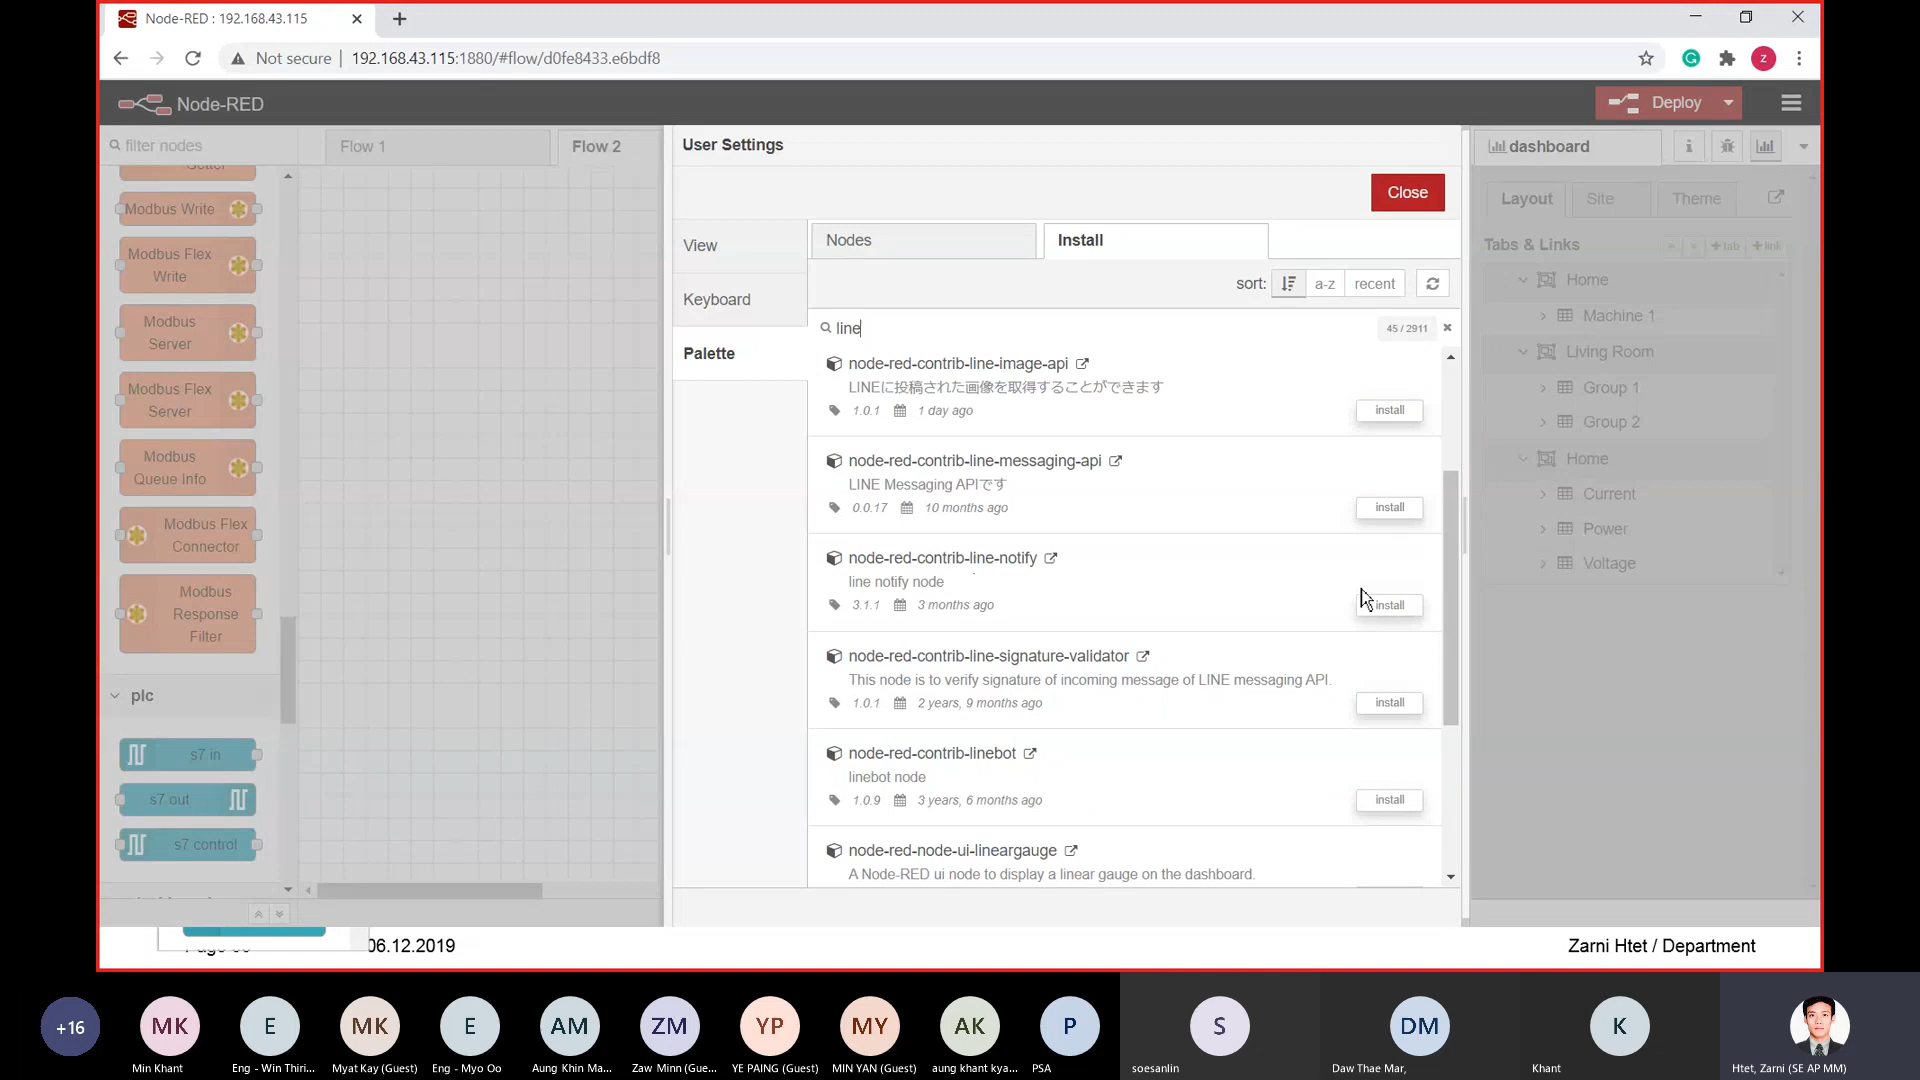 Node-RED : 192.168.43.115
Not secure
192.168.43.115:1880/#flow/d0fe8433.e6bdf8
Z
Node-RED
Deploy
filter nodes
Flow 1
Flow 2
Modbus Write
Modbus Flex
Write
Modbus
Server
Modbus Flex
Server
Modbus
Queue Info
Modbus Flex
Connector
Modbus
Response
Filter
plc
s7 in
s7 out
s7 control
User Settings
Close
View
Keyboard
Palette
Nodes
Install
sort:
a-z
recent
line
45 / 2911
node-red-contrib-line-image-api
LINEに投稿された画像を取得することができます
1.0.1 1 day ago
install
node-red-contrib-line-messaging-api
LINE Messaging APIです
0.0.17 10 months ago
install
node-red-contrib-line-notify
line notify node
3.1.1 3 months ago
install
node-red-contrib-line-signature-validator
This node is to verify signature of incoming message of LINE messaging API.
1.0.1 2 years, 9 months ago
install
node-red-contrib-linebot
linebot node
1.0.9 3 years, 6 months ago
install
node-red-node-ui-lineargauge
A Node-RED ui node to display a linear gauge on the dashboard.
dashboard
Layout
Site
Theme
Tabs & Links
+ tab
+ link
Home
Machine 1
Living Room
Group 1
Group 2
Home
Current
Power
Voltage
06.12.2019
Zarni Htet / Department
+16
MK
E
MK
E
AM
ZM
YP
MY
AK
P
S
DM
K
Min Khant
Eng - Win Thiri...
Myat Kay (Guest)
Eng - Myo Oo
Aung Khin Ma...
Zaw Minn (Gue...
YE PAING (Guest)
MIN YAN (Guest)
aung khant kya...
PSA
soesanlin
Daw Thae Mar,
Khant
Htet, Zarni (SE AP MM)